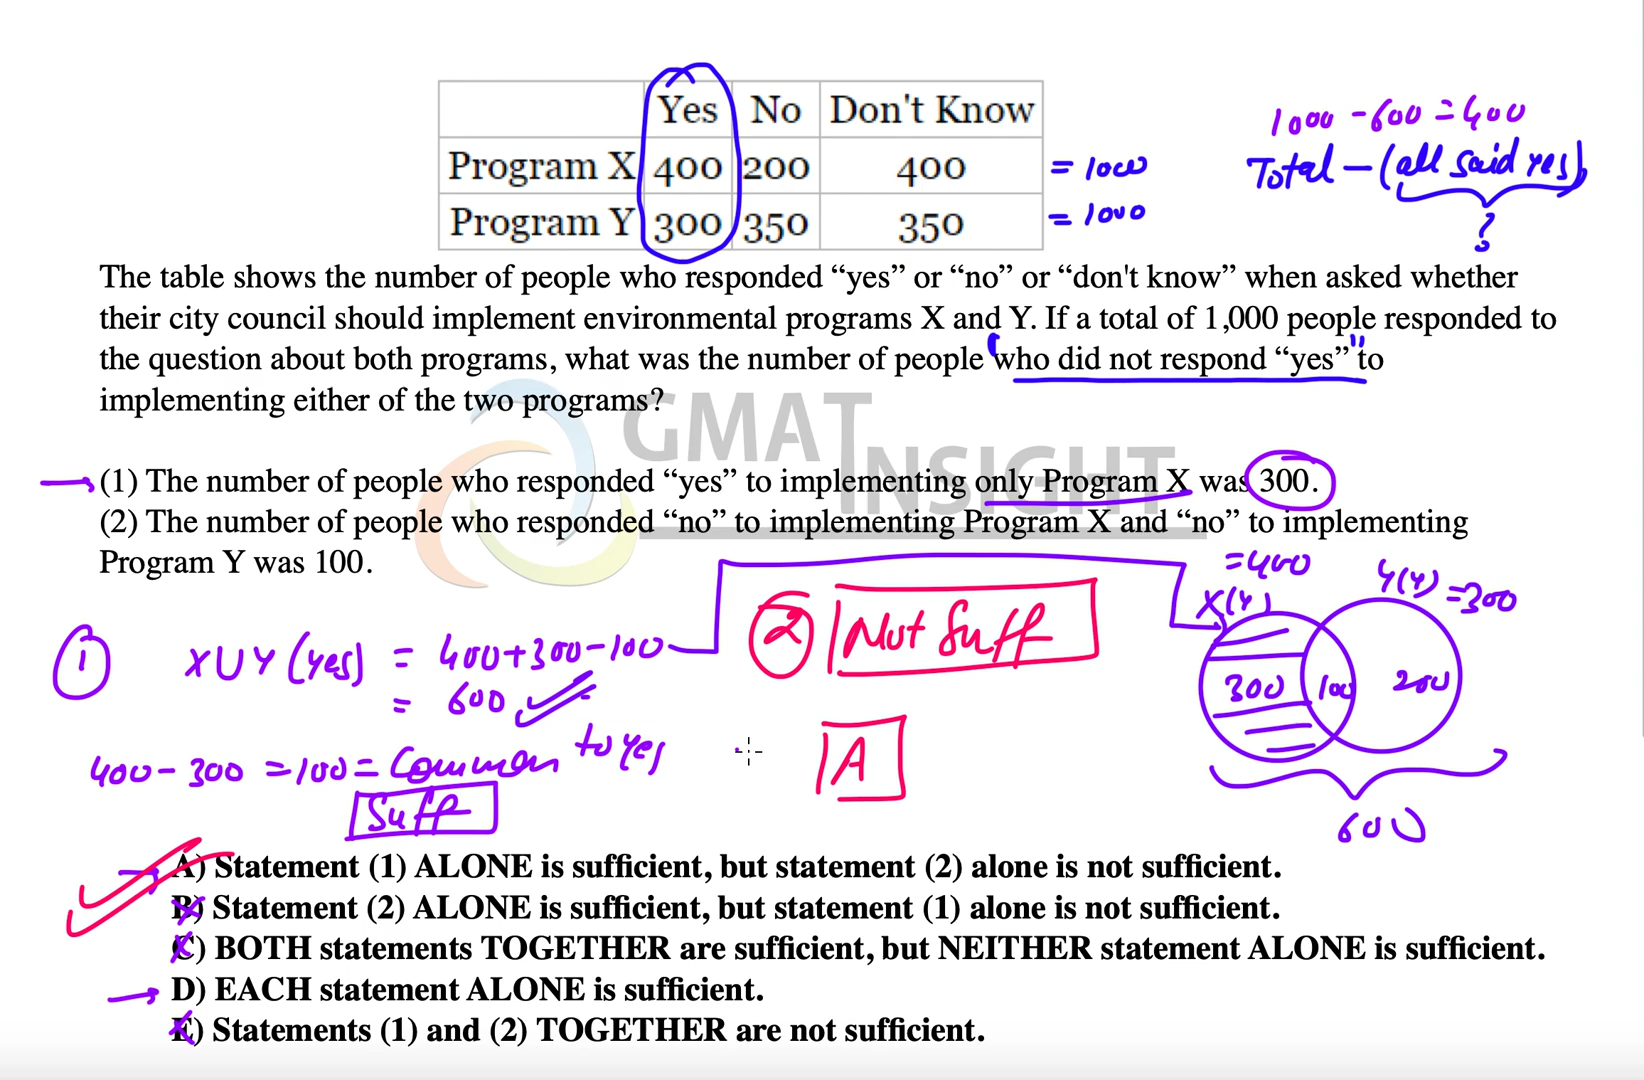 Yes No Don't Know
1000 - 600 = 400
Program X 400 200 400 = 1000
Total - (all said yes)
Program Y 300 350 350 = 1000
?
The table shows the number of people who responded “yes” or “no” or “don't know” when asked whether
their city council should implement environmental programs X and Y. If a total of 1,000 people responded to
the question about both programs, what was the number of people who did not respond “yes” to
implementing either of the two programs?
GMAT INSIGHT
(1) The number of people who responded “yes” to implementing only Program X was 300.
(2) The number of people who responded “no” to implementing Program X and “no” to implementing
Program Y was 100.
= 400
X(Y) Y(Y) = 300
1 XUY (Yes) = 400+300-100
2 Not Suff
= 600
300 100 200
400 - 300 = 100 = Common to Yes
A
Suff
600
A) Statement (1) ALONE is sufficient, but statement (2) alone is not sufficient.
B) Statement (2) ALONE is sufficient, but statement (1) alone is not sufficient.
C) BOTH statements TOGETHER are sufficient, but NEITHER statement ALONE is sufficient.
D) EACH statement ALONE is sufficient.
E) Statements (1) and (2) TOGETHER are not sufficient.